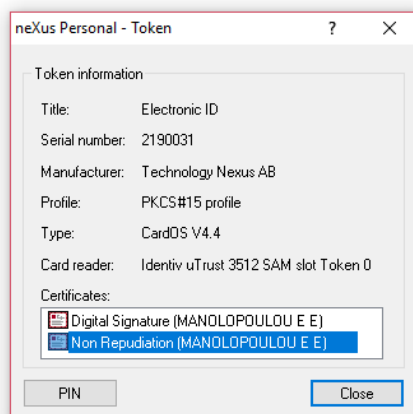 neXus Personal - Token ? ×
Token information
Title: Electronic ID
Serial number: 2190031
Manufacturer: Technology Nexus AB
Profile: PKCS#15 profile
Type: CardOS V4.4
Card reader: Identiv uTrust 3512 SAM slot Token 0
Certificates:
Digital Signature (MANOLOPOULOU E E)
Non Repudiation (MANOLOPOULOU E E)
PIN Close